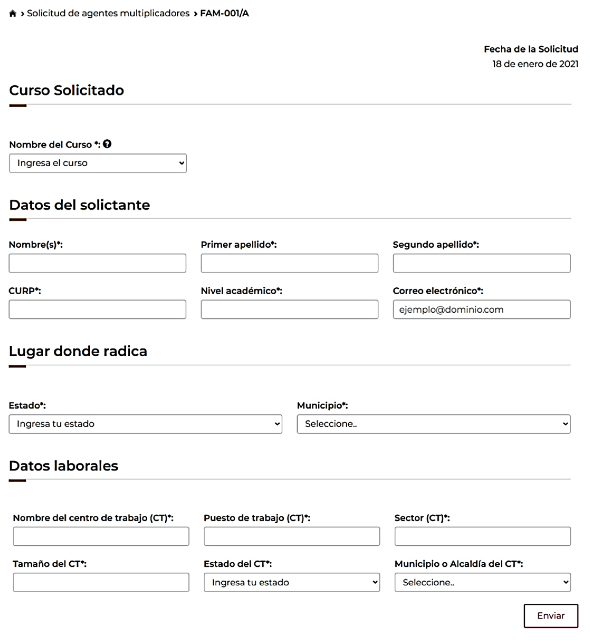 Solicitud de agentes multiplicadores › FAM-001/A
Fecha de la Solicitud
18 de enero de 2021
Curso Solicitado
Nombre del Curso *:
Ingresa el curso
Datos del solictante
Nombre(s)*: Primer apellido*: Segundo apellido*:
CURP*: Nivel académico*: Correo electrónico*:
ejemplo@dominio.com
Lugar donde radica
Estado*: Municipio*:
Ingresa tu estado Seleccione..
Datos laborales
Nombre del centro de trabajo (CT)*: Puesto de trabajo (CT)*: Sector (CT)*:
Tamaño del CT*: Estado del CT*: Municipio o Alcaldía del CT*:
Ingresa tu estado Seleccione..
Enviar